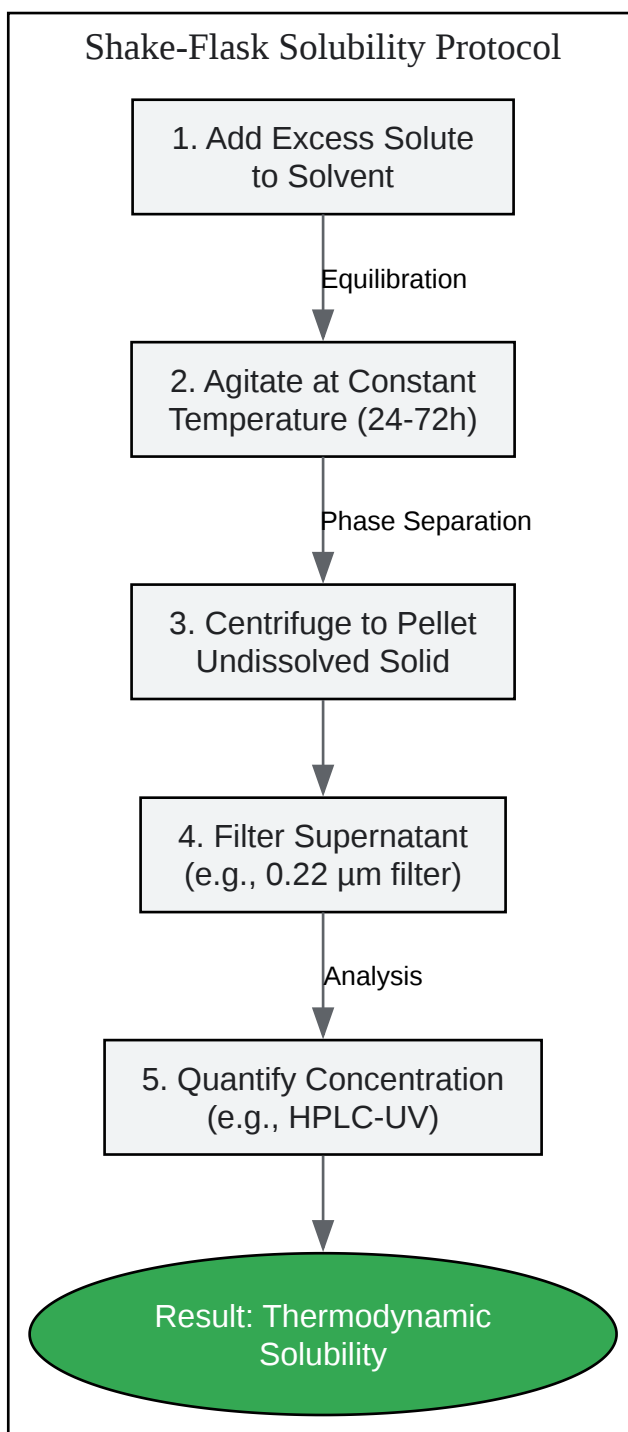 Shake-Flask Solubility Protocol
1. Add Excess Solute
to Solvent
Equilibration
2. Agitate at Constant
Temperature (24-72h)
Phase Separation
3. Centrifuge to Pellet
Undissolved Solid
4. Filter Supernatant
(e.g., 0.22 µm filter)
Analysis
5. Quantify Concentration
(e.g., HPLC-UV)
Result: Thermodynamic
Solubility